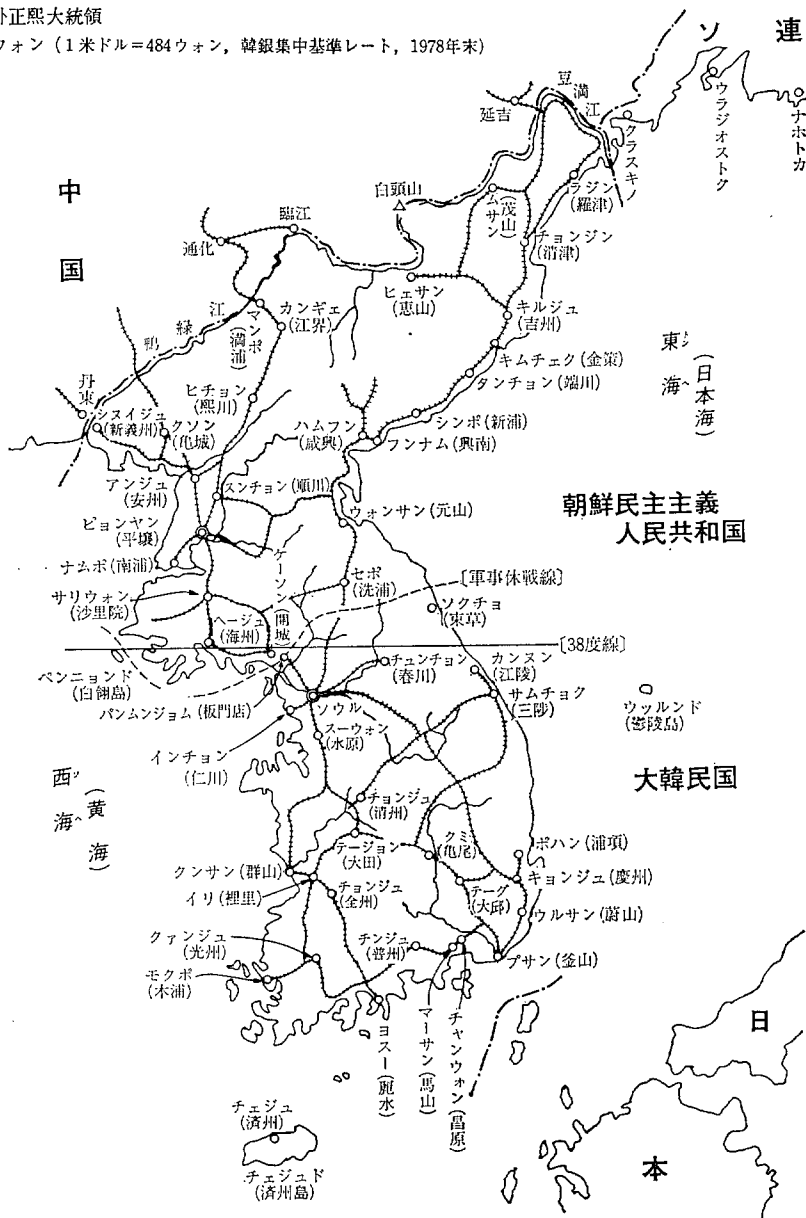 朴正熙大統領
ウォン（1米ドル＝484ウォン，韓銀集中基準レート，1978年末）
ソ連
ナホトカ
ウラジオストク
クラスキノ
豆満江
延吉
中国
白頭山
臨江
通化
ムサン
（茂山）
ラジン
（羅津）
チョンジン
（清津）
ヒェサン
（恵山）
キルジュ
（吉州）
マンポ
（満浦）
カンギェ
（江界）
鴨緑江
キムチェク（金策）
タンチョン（端川）
東海
（日本海）
丹東
シヌイジュ
（新義州）
クソン
（亀城）
ヒチョン
（熙川）
ハムフン
（咸興）
シンポ（新浦）
フンナム（興南）
アンジュ
（安州）
スンチョン（順川）
ウォンサン（元山）
朝鮮民主主義
人民共和国
ピョンヤン
（平壌）
ナムポ（南浦）
ケーソン（開城）
セポ
（洗浦）
〔軍事休戦線〕
サリウォン
（沙里院）
ヘージュ
（海州）
ソクチョ
（束草）
〔38度線〕
ペンニョンド
（白翎島）
チュンチョン
（春川）
カンヌン
（江陵）
パンムンジョム（板門店）
ソウル
サムチョク
（三陟）
ウッルンド
（鬱陵島）
スーウォン
（水原）
インチョン
（仁川）
大韓民国
西海
（黄海）
チョンジュ
（清州）
テージョン
（大田）
クミ
（亀尾）
ポハン（浦項）
クンサン（群山）
イリ（裡里）
チョンジュ
（全州）
テーグ
（大邱）
キョンジュ（慶州）
ウルサン（蔚山）
クァンジュ
（光州）
チンジュ
（晋州）
プサン（釜山）
モクポ
（木浦）
ヨスー（麗水）
マーサン（馬山）
チャンウォン（昌原）
チェジュ
（済州）
チェジュド
（済州島）
日本